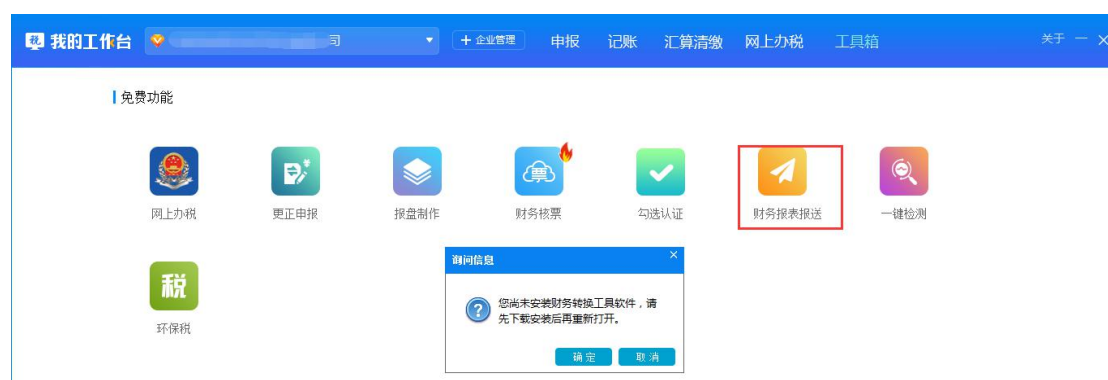 税 我的工作台 司 + 企业管理 申报 记账 汇算清缴 网上办税 工具箱 关于
免费功能
票
网上办税 更正申报 报盘制作 财务核票 勾选认证 财务报表报送 一键检测
询问信息
税
您尚未安装财务转换工具软件，请
先下载安装后再重新打开。
环保税
确定 取消